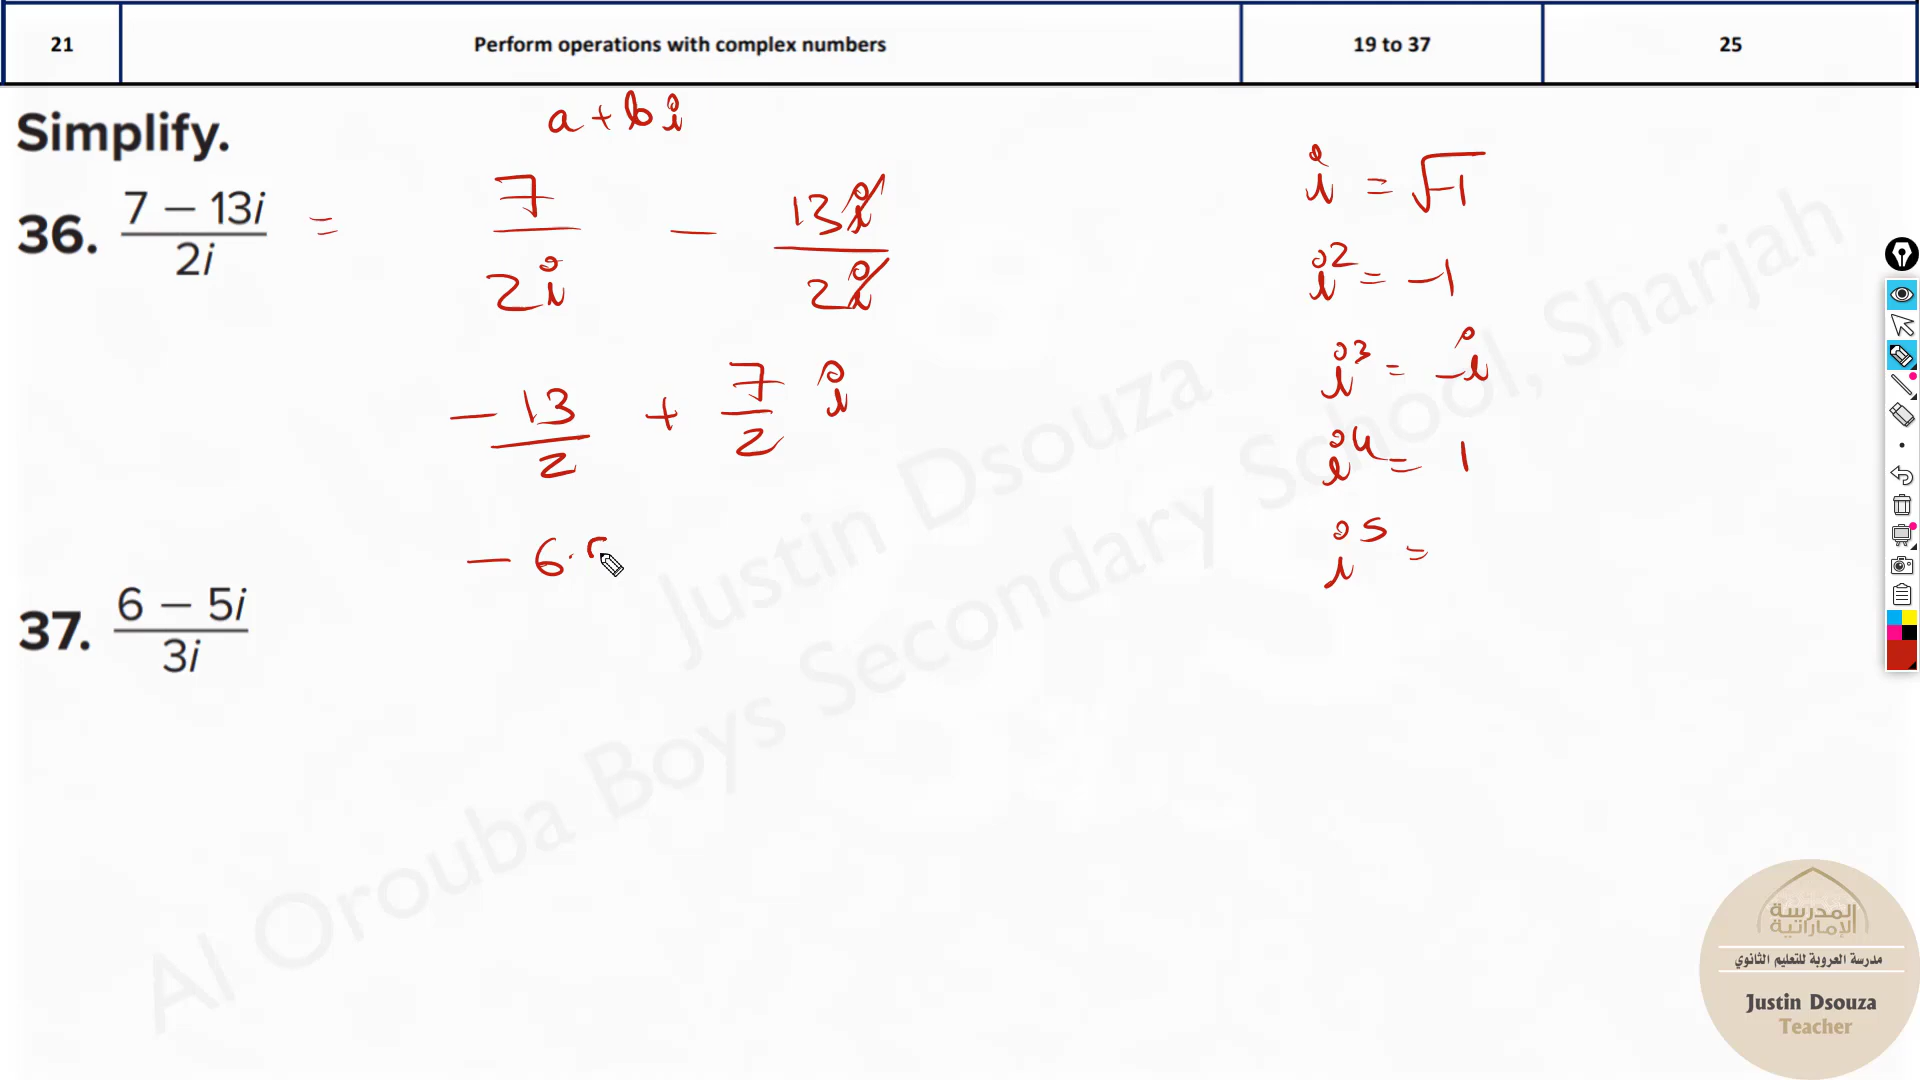 21 Perform operations with complex numbers 19 to 37 25
Simplify.
a + bi
36. (7 – 13i)/(2i) = 7/(2i) – 13i/(2i)
– 13/2 + 7/2 i
– 6.
37. (6 – 5i)/(3i)
i = √–1
i² = –1
i³ = –i
i⁴ = 1
i⁵ =
Justin Dsouza
Al Orouba Boys Secondary School, Sharjah
المدرسة
الإماراتية
مدرسة العروبة للتعليم الثانوي
Justin Dsouza
Teacher